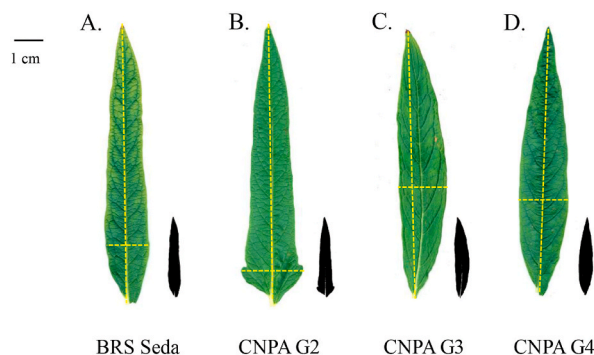 A.
B.
C.
D.
1 cm
BRS Seda
CNPA G2
CNPA G3
CNPA G4